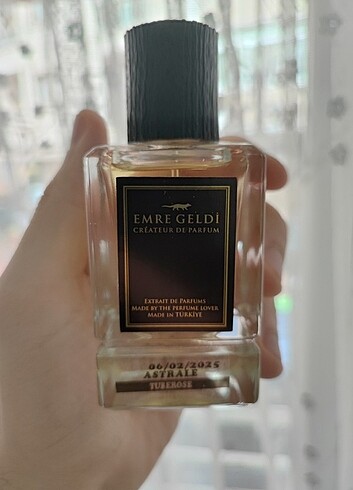 EMRE GELDİ
CRÉATEUR DE PARFUM
EXTRAIT DE PARFUMS
MADE BY THE PERFUME LOVER
MADE IN TÜRKİYE
06/02/2025
ASTRALE
TUBEROSE